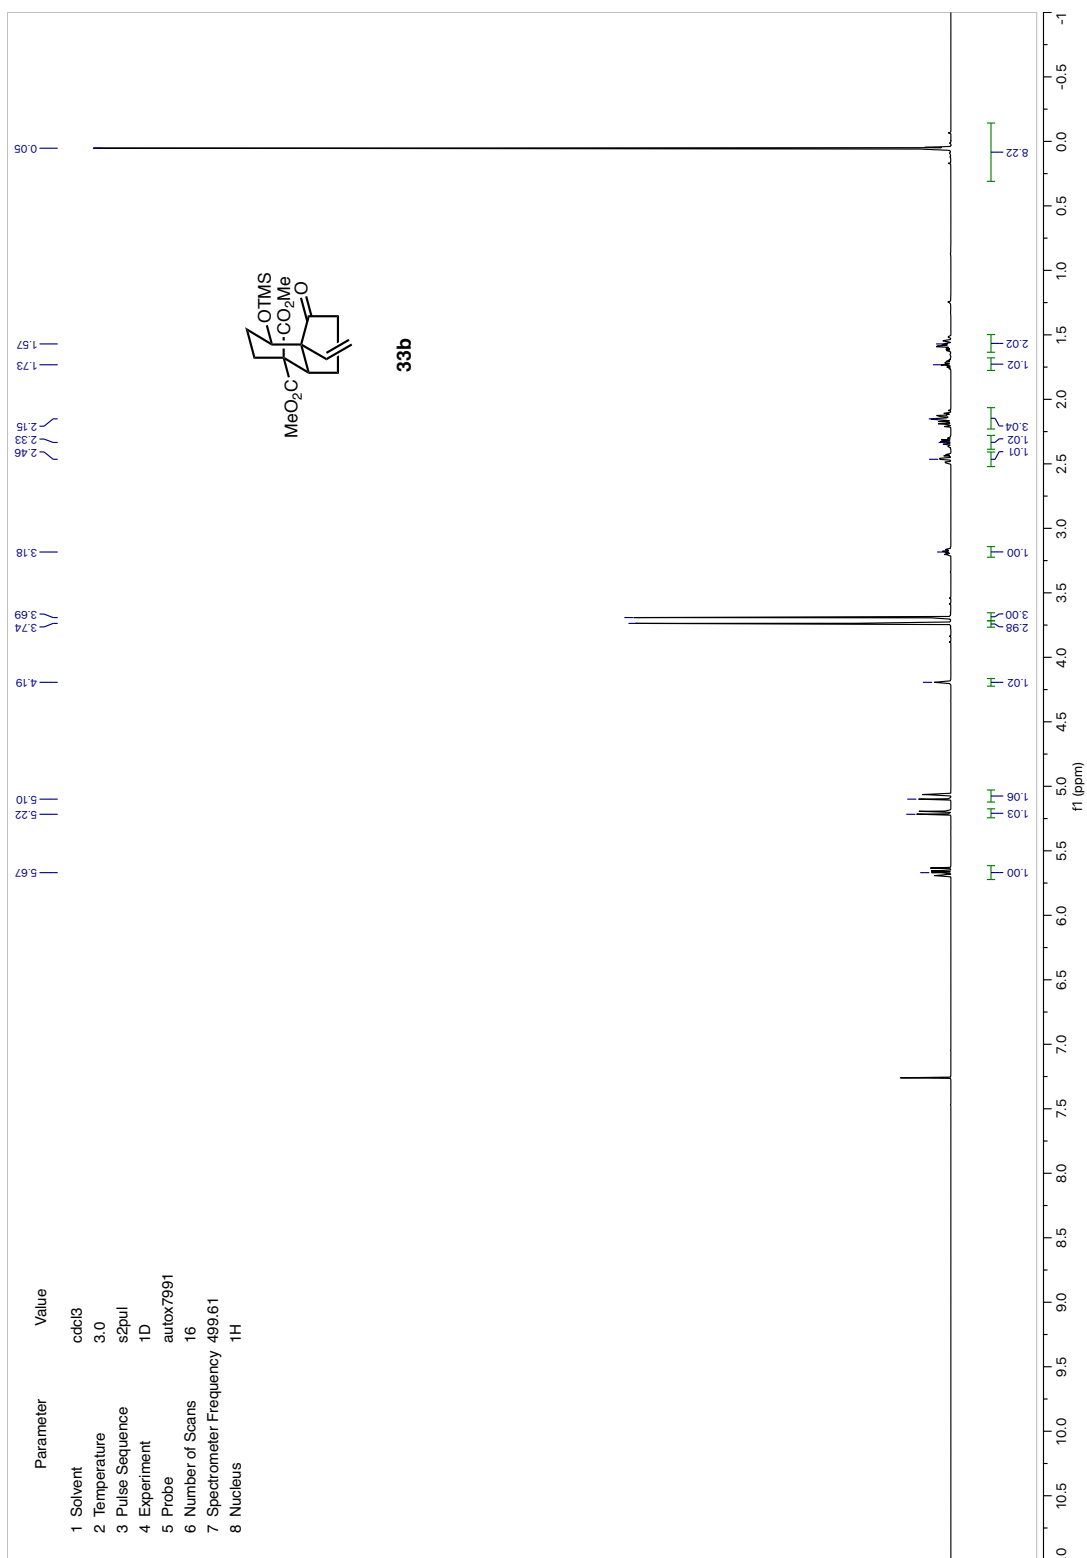 Parameter Value
1 Solvent cdcl3
2 Temperature 3.0
3 Pulse Sequence s2pul
4 Experiment 1D
5 Probe autox7991
6 Number of Scans 16
7 Spectrometer Frequency 499.61
8 Nucleus 1H
OTMS
CO2Me
O
MeO2C
33b
5.67
5.22
5.10
4.19
3.74
3.69
3.18
2.46
2.33
2.15
1.73
1.57
0.05
1.00
1.03
1.06
1.02
2.98
3.00
1.00
1.01
1.02
3.04
1.02
2.02
8.22
10.5 10.0 9.5 9.0 8.5 8.0 7.5 7.0 6.5 6.0 5.5 5.0 4.5 4.0 3.5 3.0 2.5 2.0 1.5 1.0 0.5 0.0 -0.5 -1
f1 (ppm)